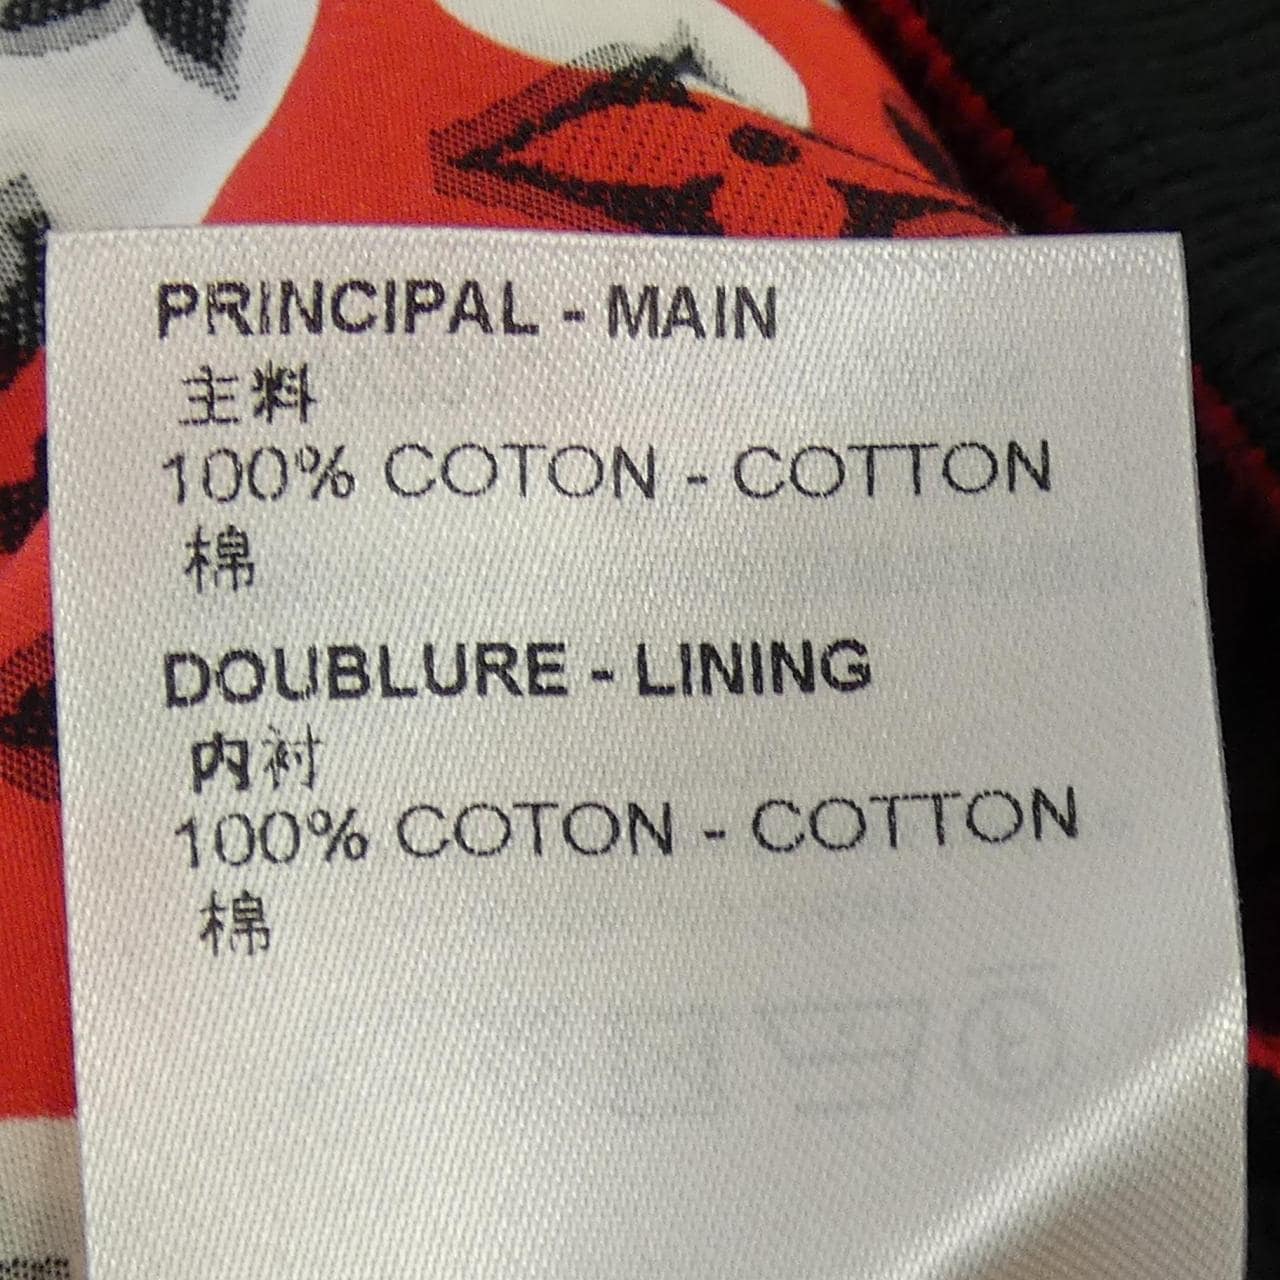 PRINCIPAL - MAIN
主料
100% COTON - COTTON
棉
DOUBLURE - LINING
内衬
100% COTON - COTTON
棉